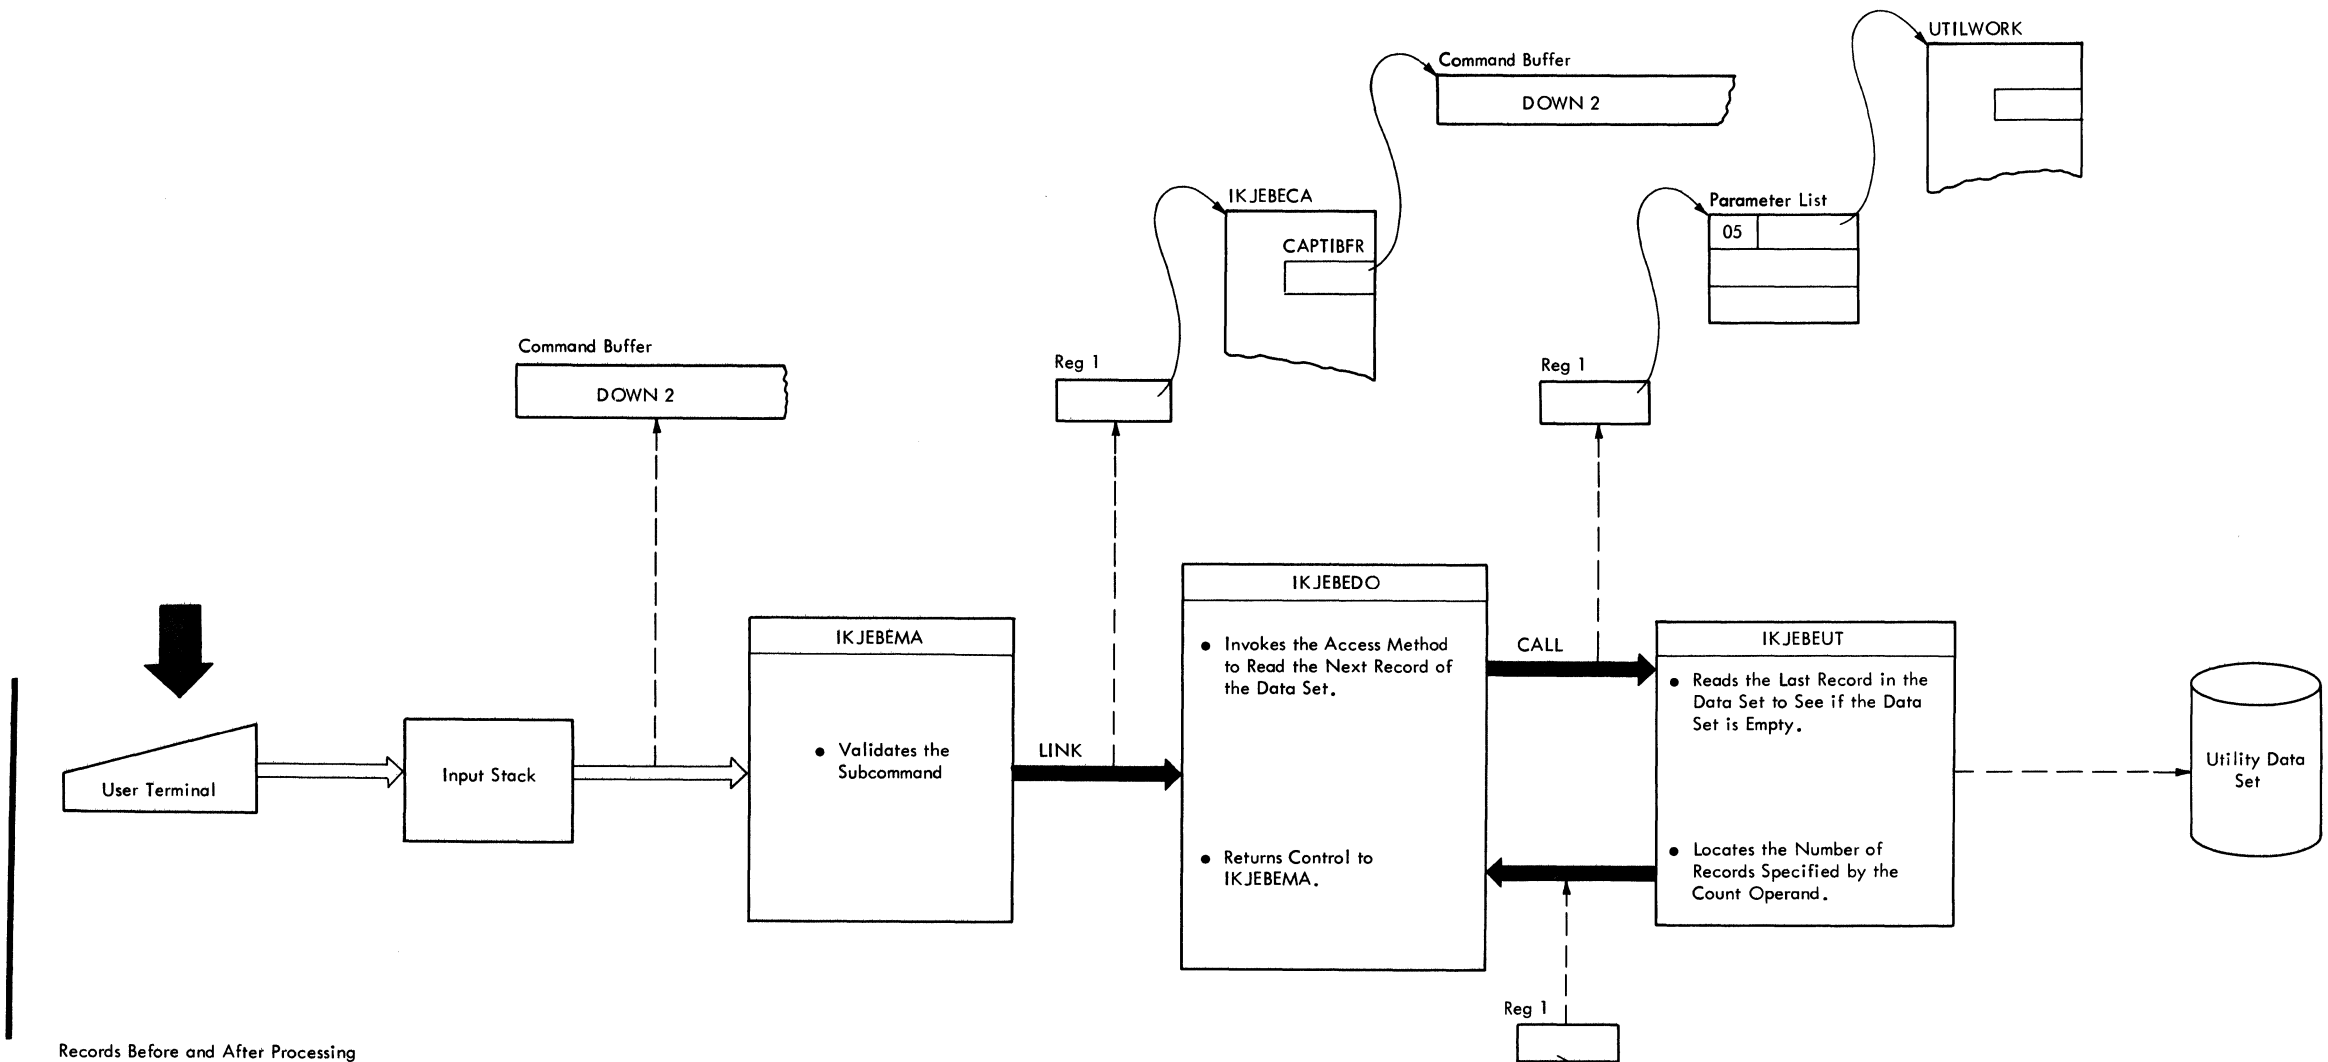 UTILWORK
Command Buffer
DOWN 2
IKJEBECA
CAPTIBFR
Parameter List
05
Command Buffer
DOWN 2
Reg 1
Reg 1
IKJEBEMA
• Validates the
Subcommand
IKJEBEDO
• Invokes the Access Method
to Read the Next Record of
the Data Set.
• Returns Control to
IKJEBEMA.
CALL
IKJEBEUT
• Reads the Last Record in the
Data Set to See if the Data
Set is Empty.
• Locates the Number of
Records Specified by the
Count Operand.
User Terminal
Input Stack
LINK
Utility Data
Set
Reg 1
Records Before and After Processing